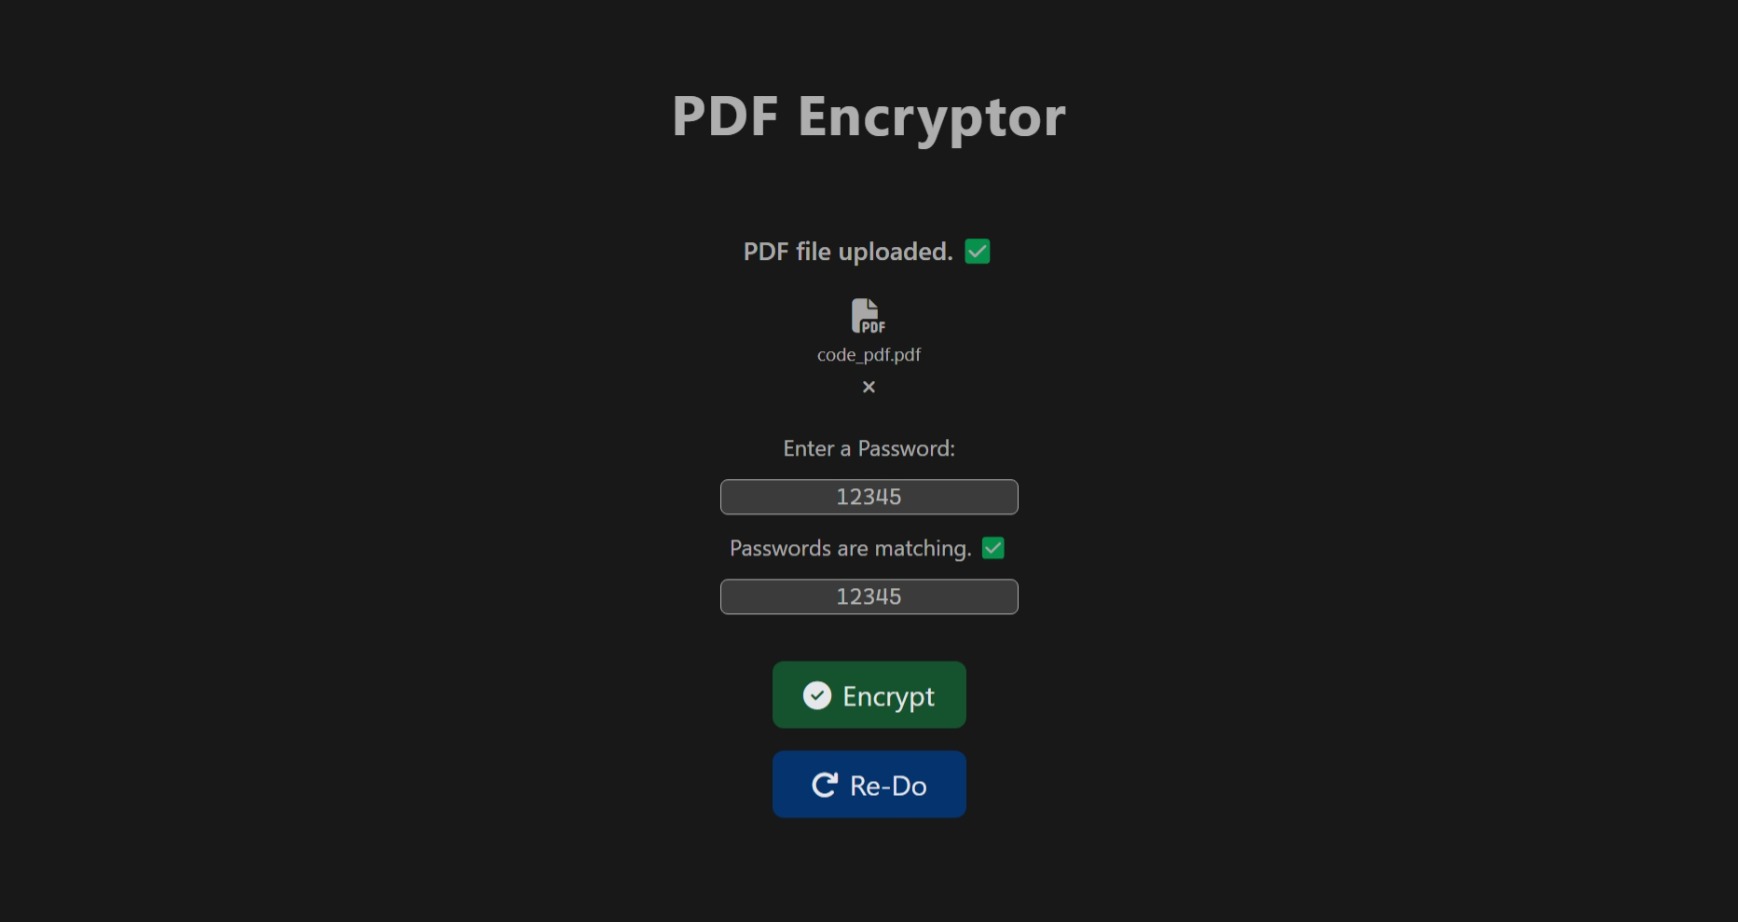 PDF Encryptor
PDF file uploaded. ✅
PDF
code_pdf.pdf
×
Enter a Password:
12345
Passwords are matching. ✅
12345
Encrypt
Re-Do